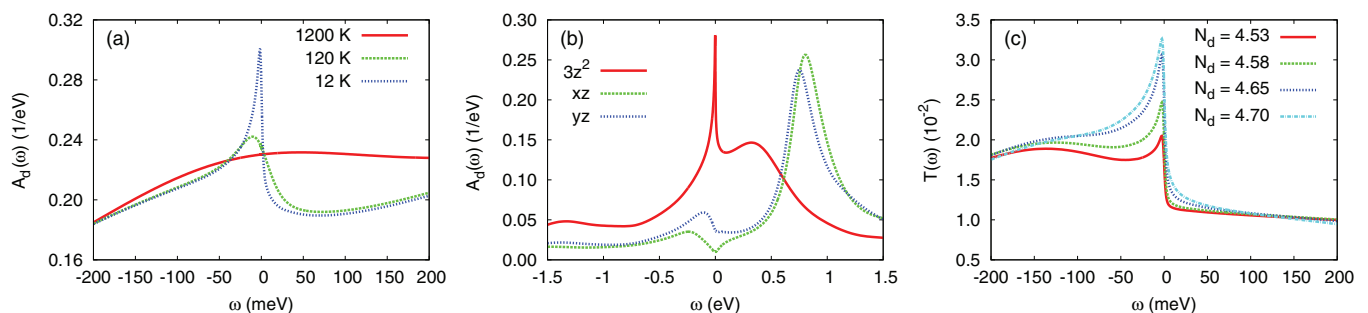 (a)
1200 K
120 K
12 K
A_d(ω) (1/eV)
0.32
0.28
0.24
0.20
0.16
-200 -150 -100 -50 0 50 100 150 200
ω (meV)
(b)
3z²
xz
yz
A_d(ω) (1/eV)
0.30
0.25
0.20
0.15
0.10
0.05
0.00
-1.5 -1.0 -0.5 0 0.5 1.0 1.5
ω (eV)
(c)
N_d = 4.53
N_d = 4.58
N_d = 4.65
N_d = 4.70
T(ω) (10⁻²)
3.5
3.0
2.5
2.0
1.5
1.0
0.5
-200 -150 -100 -50 0 50 100 150 200
ω (meV)